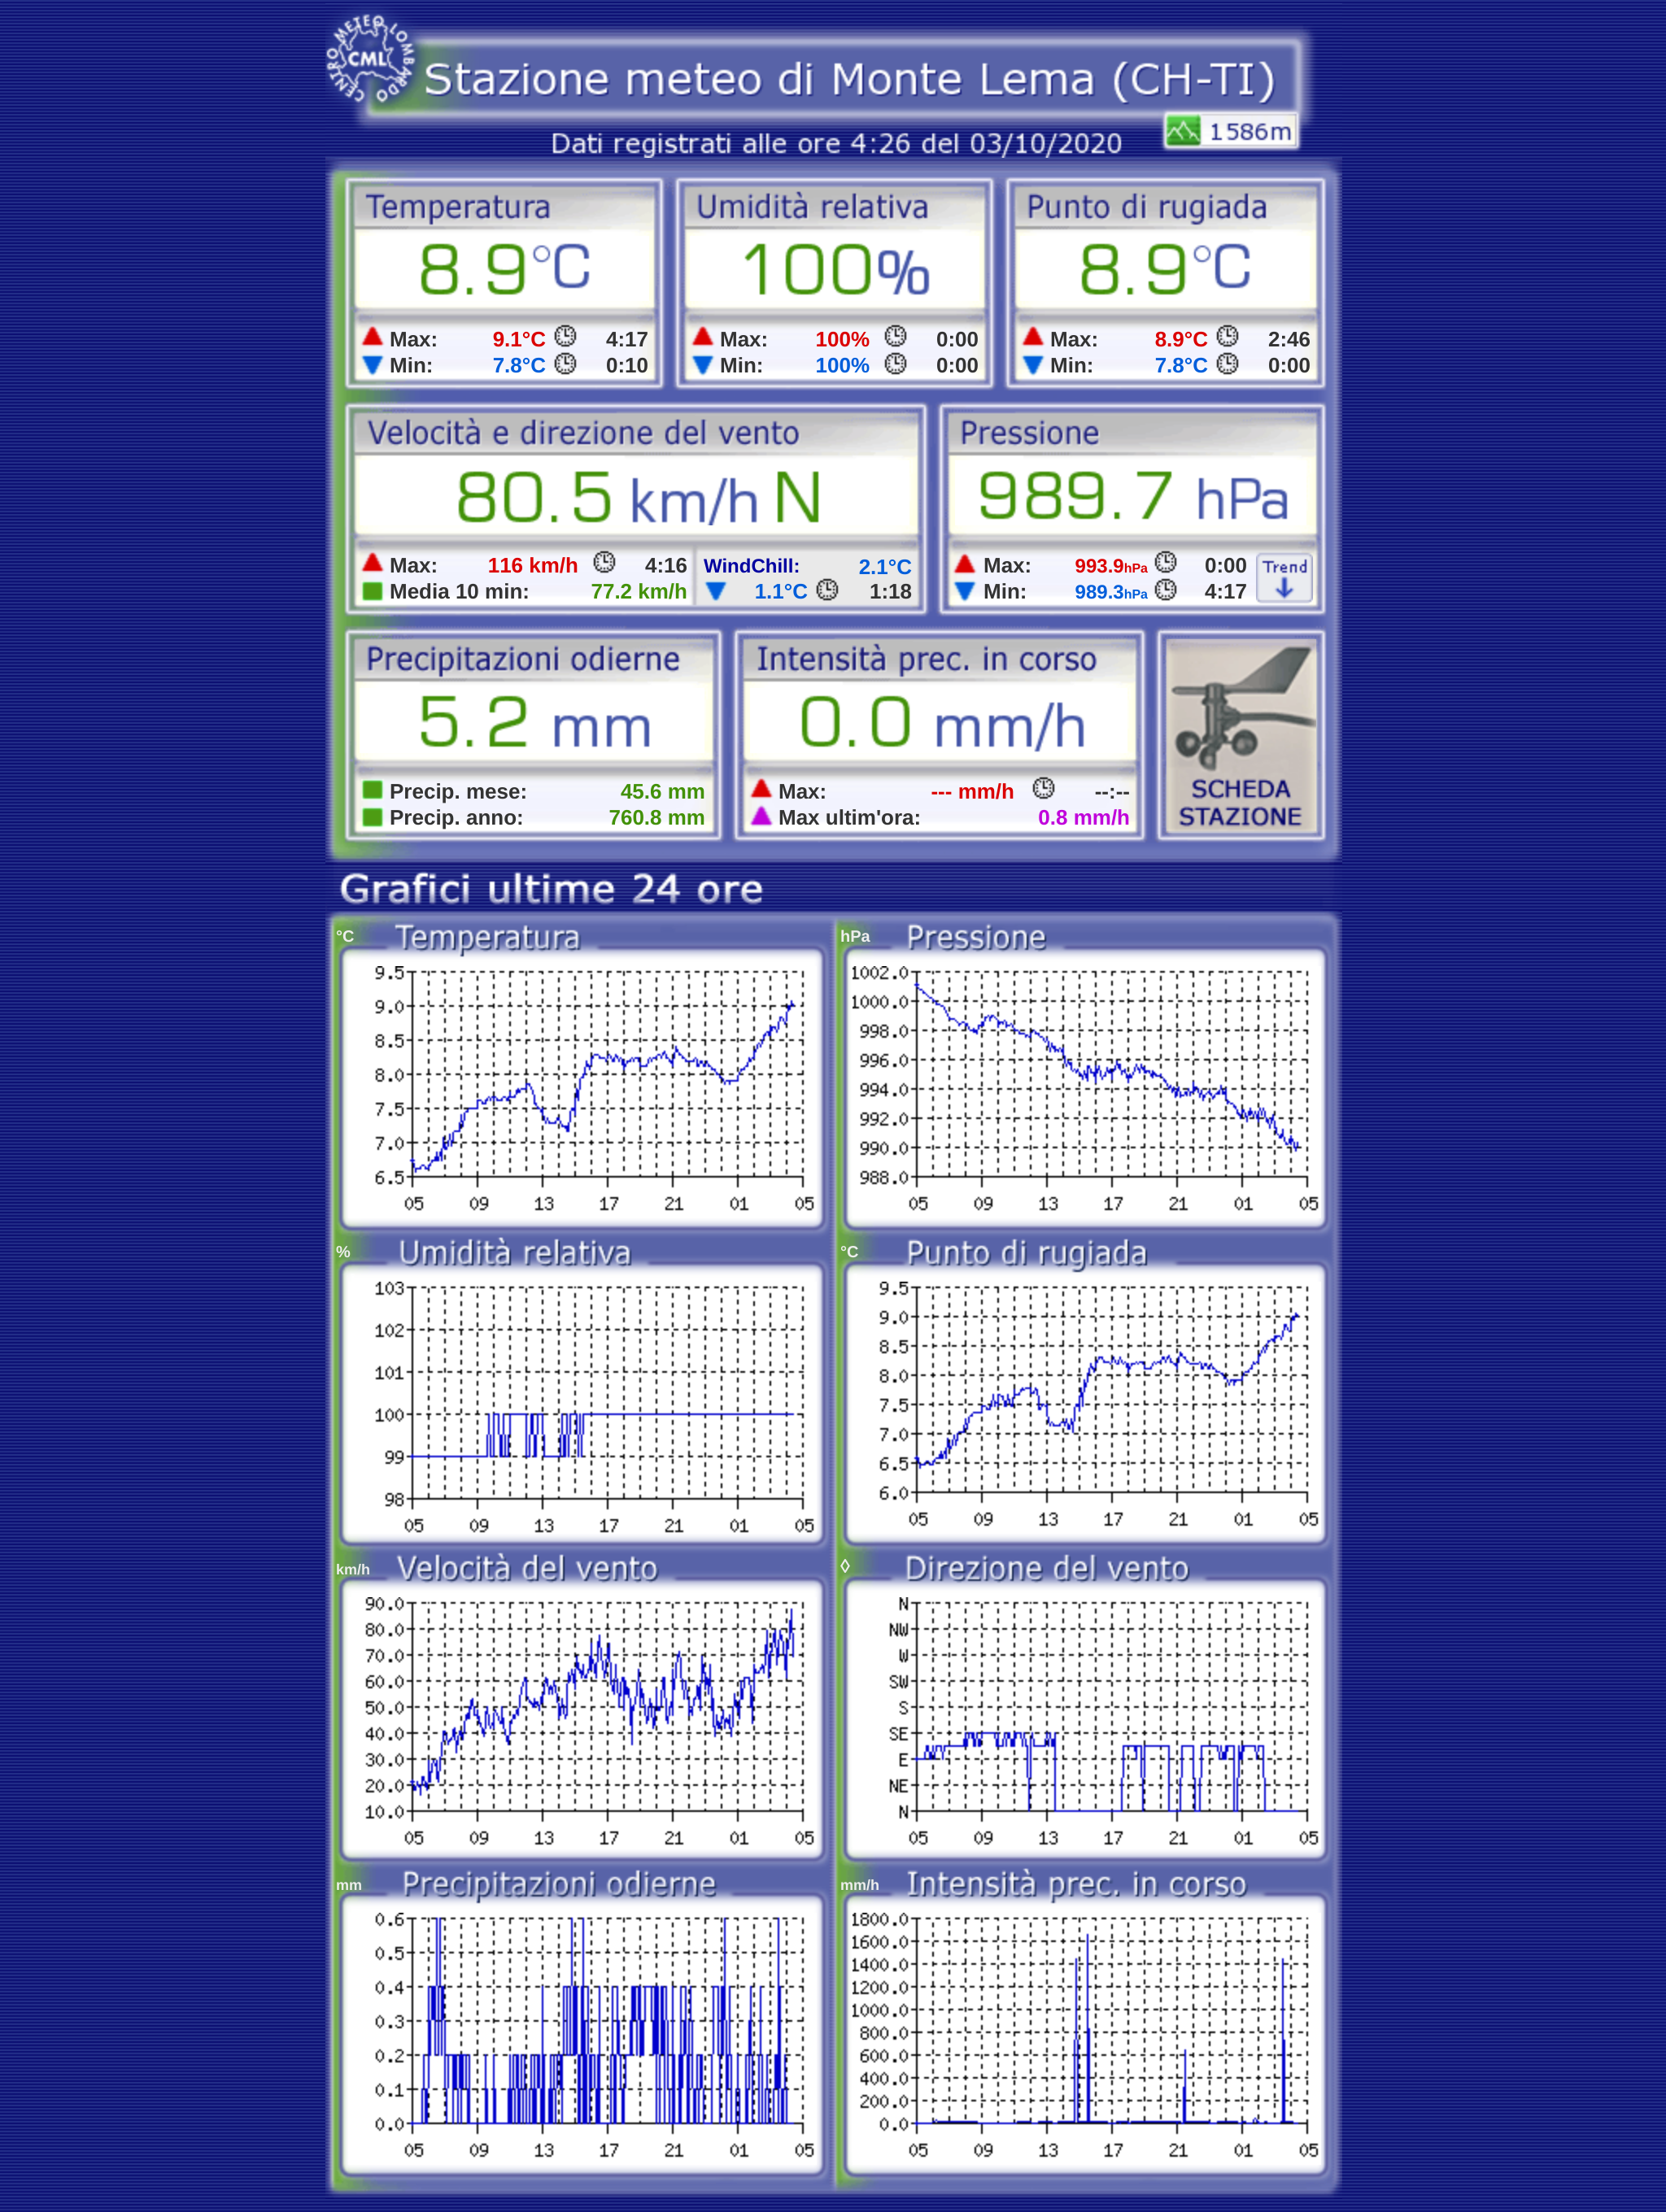 CENTRO METEO LOMBARDO
CML
Stazione meteo di Monte Lema (CH-TI)
1586m
Dati registrati alle ore 4:26 del 03/10/2020
Temperatura Umidità relativa Punto di rugiada
8.9°C 100% 8.9°C
Max: 9.1°C 4:17 Max: 100% 0:00 Max: 8.9°C 2:46
Min: 7.8°C 0:10 Min: 100% 0:00 Min: 7.8°C 0:00
Velocità e direzione del vento Pressione
80.5 km/h N 989.7 hPa
Max: 116 km/h 4:16 WindChill: 2.1°C Max: 993.9hPa 0:00 Trend
Media 10 min: 77.2 km/h 1.1°C 1:18 Min: 989.3hPa 4:17
Precipitazioni odierne Intensità prec. in corso
5.2 mm 0.0 mm/h
Precip. mese: 45.6 mm Max: --- mm/h --:-- SCHEDA
Precip. anno: 760.8 mm Max ultim'ora: 0.8 mm/h STAZIONE
Grafici ultime 24 ore
°C Temperatura
9.5
9.0
8.5
8.0
7.5
7.0
6.5
05 09 13 17 21 01 05
hPa Pressione
1002.0
1000.0
998.0
996.0
994.0
992.0
990.0
988.0
05 09 13 17 21 01 05
% Umidità relativa
103
102
101
100
99
98
05 09 13 17 21 01 05
°C Punto di rugiada
9.5
9.0
8.5
8.0
7.5
7.0
6.5
6.0
05 09 13 17 21 01 05
km/h Velocità del vento
90.0
80.0
70.0
60.0
50.0
40.0
30.0
20.0
10.0
05 09 13 17 21 01 05
◊ Direzione del vento
N
NW
W
SW
S
SE
E
NE
N
05 09 13 17 21 01 05
mm Precipitazioni odierne
0.6
0.5
0.4
0.3
0.2
0.1
0.0
05 09 13 17 21 01 05
mm/h Intensità prec. in corso
1800.0
1600.0
1400.0
1200.0
1000.0
800.0
600.0
400.0
200.0
0.0
05 09 13 17 21 01 05